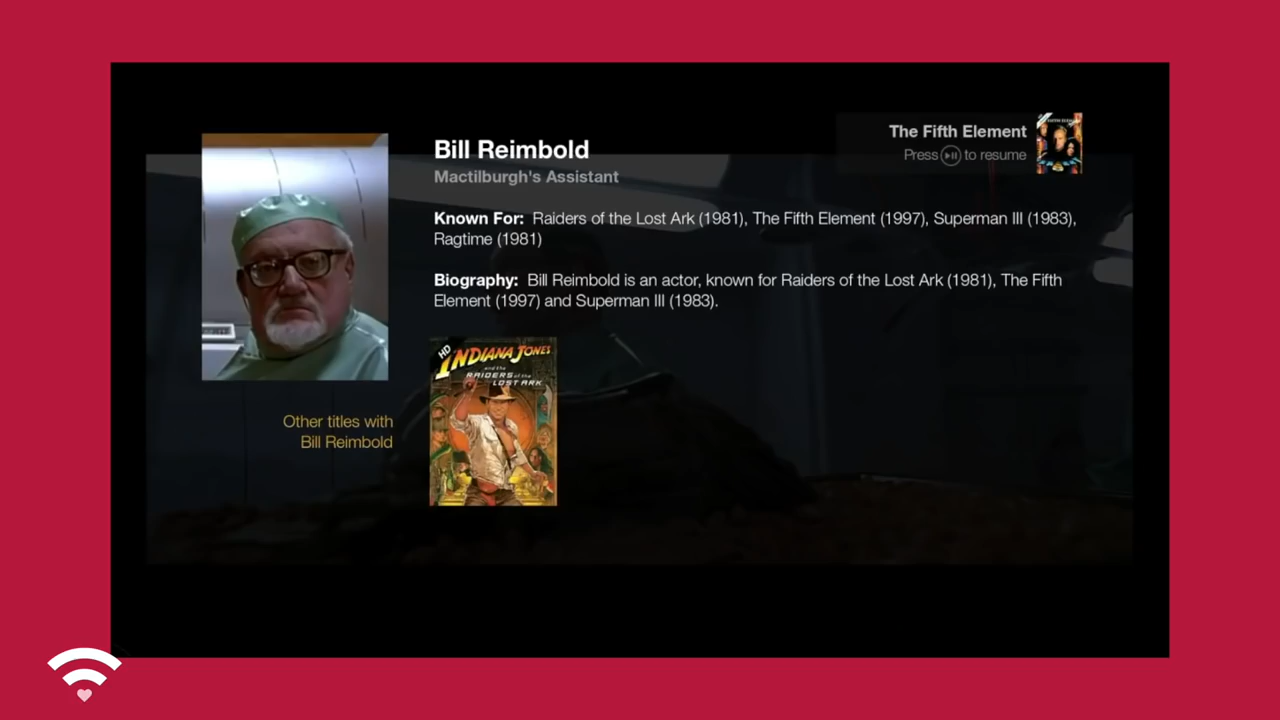 Bill Reimbold
Mactilburgh's Assistant
The Fifth Element
Press to resume
Known For: Raiders of the Lost Ark (1981), The Fifth Element (1997), Superman III (1983),
Ragtime (1981)
Biography: Bill Reimbold is an actor, known for Raiders of the Lost Ark (1981), The Fifth
Element (1997) and Superman III (1983).
Other titles with
Bill Reimbold
HD
INDIANA JONES
and the
RAIDERS of the
LOST ARK